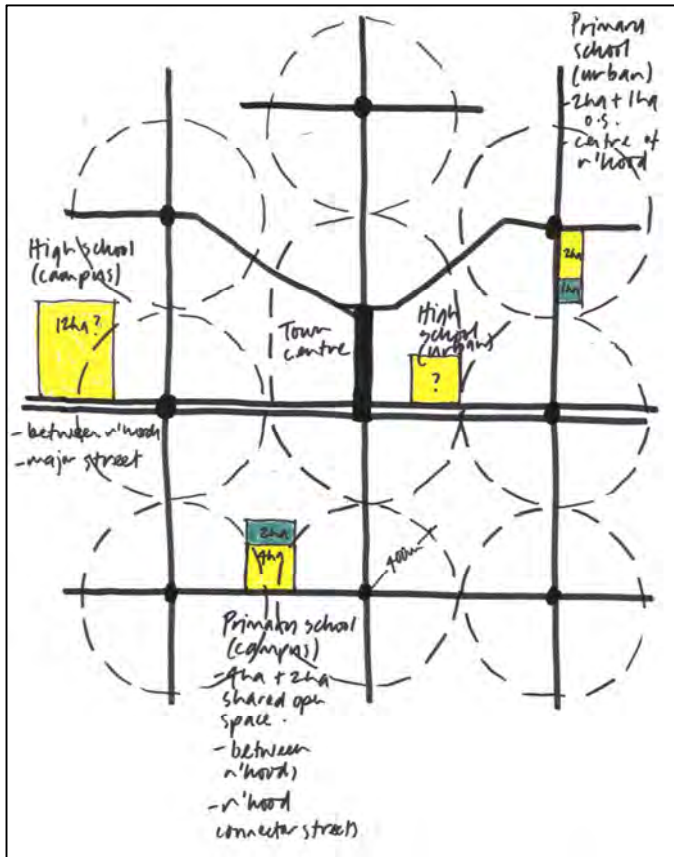 Primary
school
(urban)
- 2ha + 1ha
o.s.
- centre of
n'hood
2ha
1ha
High school
(campus)
12ha?
- between n'hoods
- major street
Town
centre
High
school
(urban)
?
2ha
4ha
400m
Primary school
(campus)
- 4ha + 2ha
shared open
space.
- between
n'hoods
- n'hood
connector streets